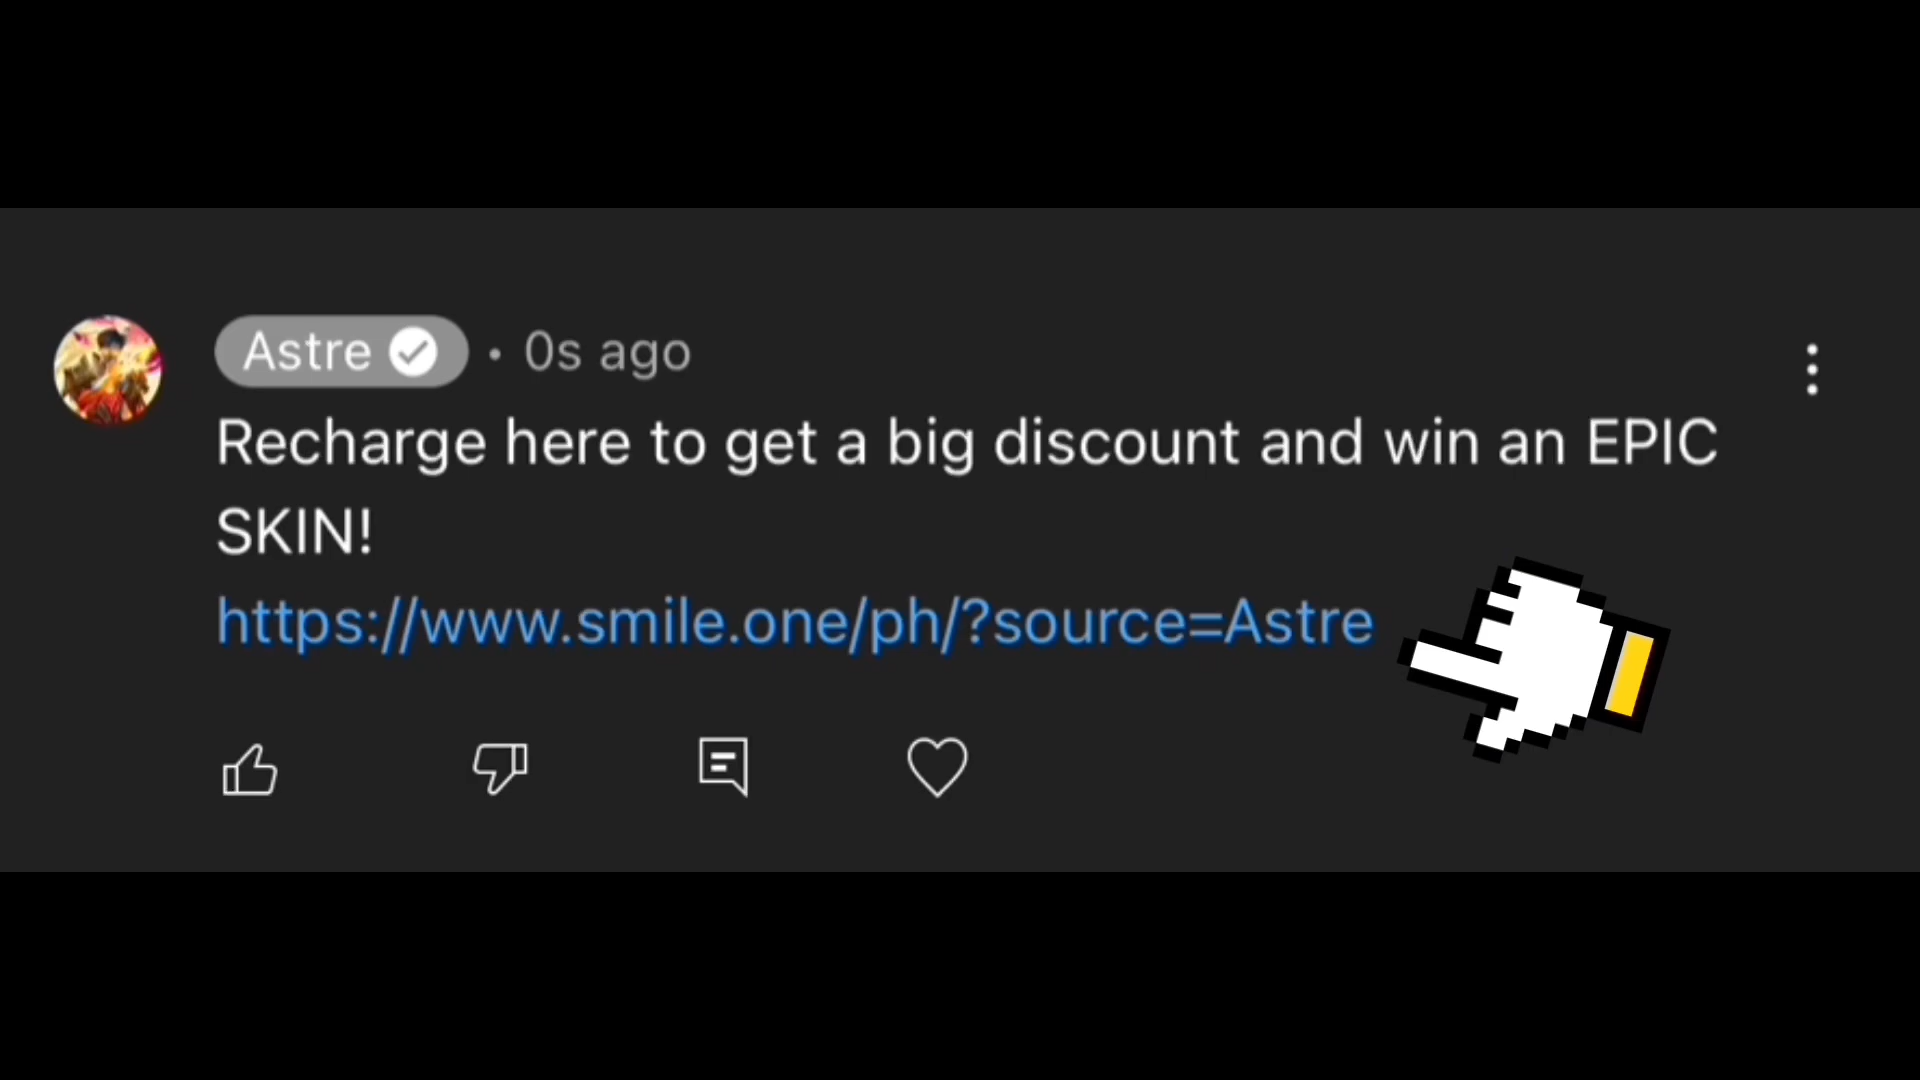 Astre • 0s ago
Recharge here to get a big discount and win an EPIC
SKIN!
https://www.smile.one/ph/?source=Astre